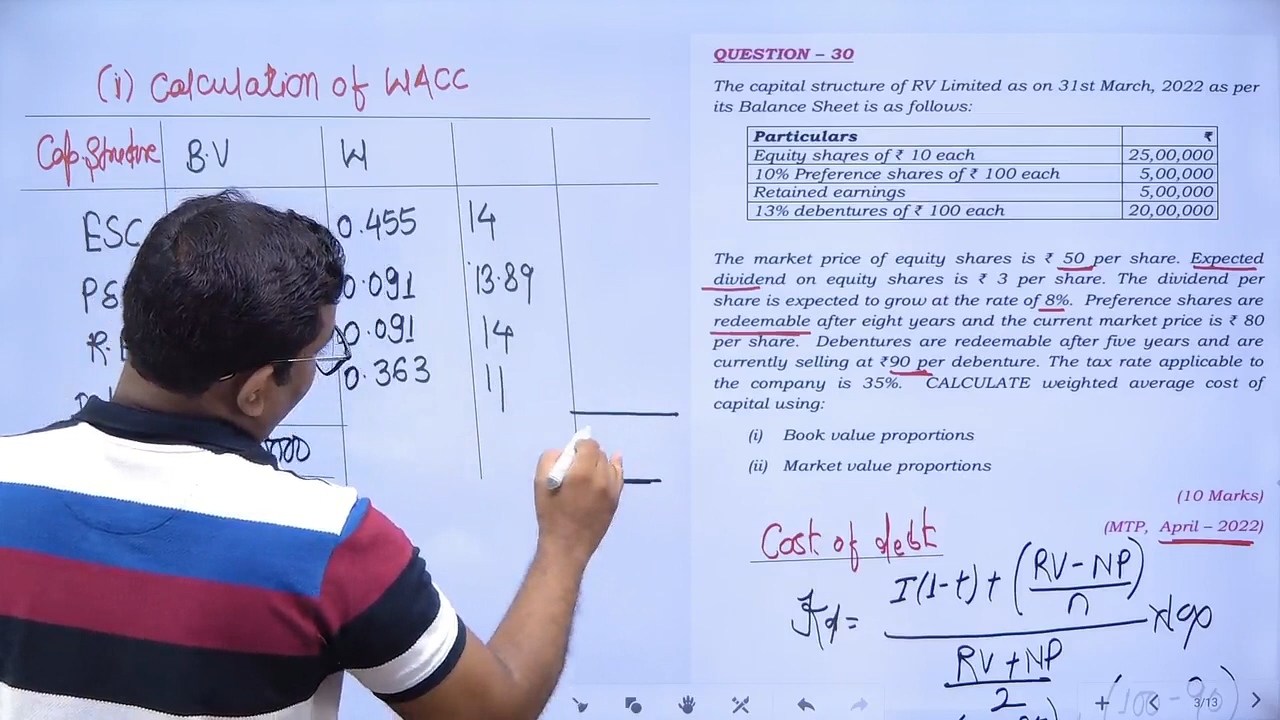 (i) Calculation of WACC
Cap. Structure B.V W
ESC 0.455 14
0.091 13.89
R. 0.091 14
0.363 11
QUESTION – 30
The capital structure of RV Limited as on 31st March, 2022 as per
its Balance Sheet is as follows:
Particulars ₹
Equity shares of ₹ 10 each 25,00,000
10% Preference shares of ₹ 100 each 5,00,000
Retained earnings 5,00,000
13% debentures of ₹ 100 each 20,00,000
The market price of equity shares is ₹ 50 per share. Expected
dividend on equity shares is ₹ 3 per share. The dividend per
share is expected to grow at the rate of 8%. Preference shares are
redeemable after eight years and the current market price is ₹ 80
per share. Debentures are redeemable after five years and are
currently selling at ₹90 per debenture. The tax rate applicable to
the company is 35%. CALCULATE weighted average cost of
capital using:
(i) Book value proportions
(ii) Market value proportions
(10 Marks)
(MTP, April – 2022)
Cost of debt
I(1-t) + (RV-NP
n)
Kd = x100
RV+NP
2
3/13